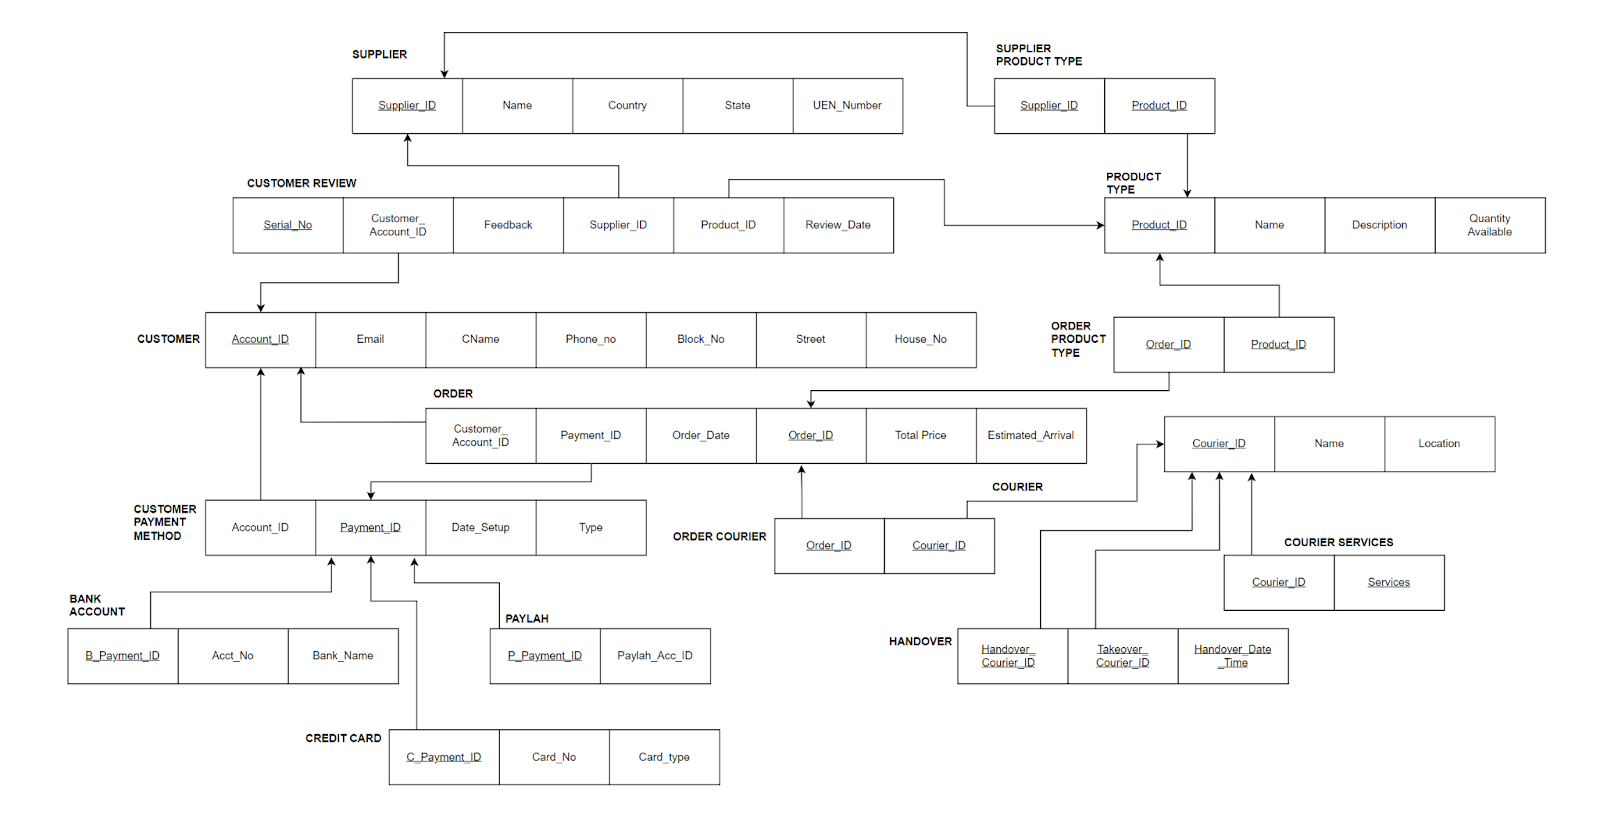 SUPPLIER
SUPPLIER
PRODUCT TYPE
Supplier_ID
Name
Country
State
UEN_Number
Supplier_ID
Product_ID
CUSTOMER REVIEW
PRODUCT
TYPE
Serial_No
Customer_
Account_ID
Feedback
Supplier_ID
Product_ID
Review_Date
Product_ID
Name
Description
Quantity
Available
CUSTOMER
Account_ID
Email
CName
Phone_no
Block_No
Street
House_No
ORDER
PRODUCT
TYPE
Order_ID
Product_ID
ORDER
Customer_
Account_ID
Payment_ID
Order_Date
Order_ID
Total Price
Estimated_Arrival
Courier_ID
Name
Location
COURIER
CUSTOMER
PAYMENT
METHOD
Account_ID
Payment_ID
Date_Setup
Type
ORDER COURIER
Order_ID
Courier_ID
COURIER SERVICES
Courier_ID
Services
BANK
ACCOUNT
B_Payment_ID
Acct_No
Bank_Name
PAYLAH
P_Payment_ID
Paylah_Acc_ID
HANDOVER
Handover_
Courier_ID
Takeover_
Courier_ID
Handover_Date
_Time
CREDIT CARD
C_Payment_ID
Card_No
Card_type